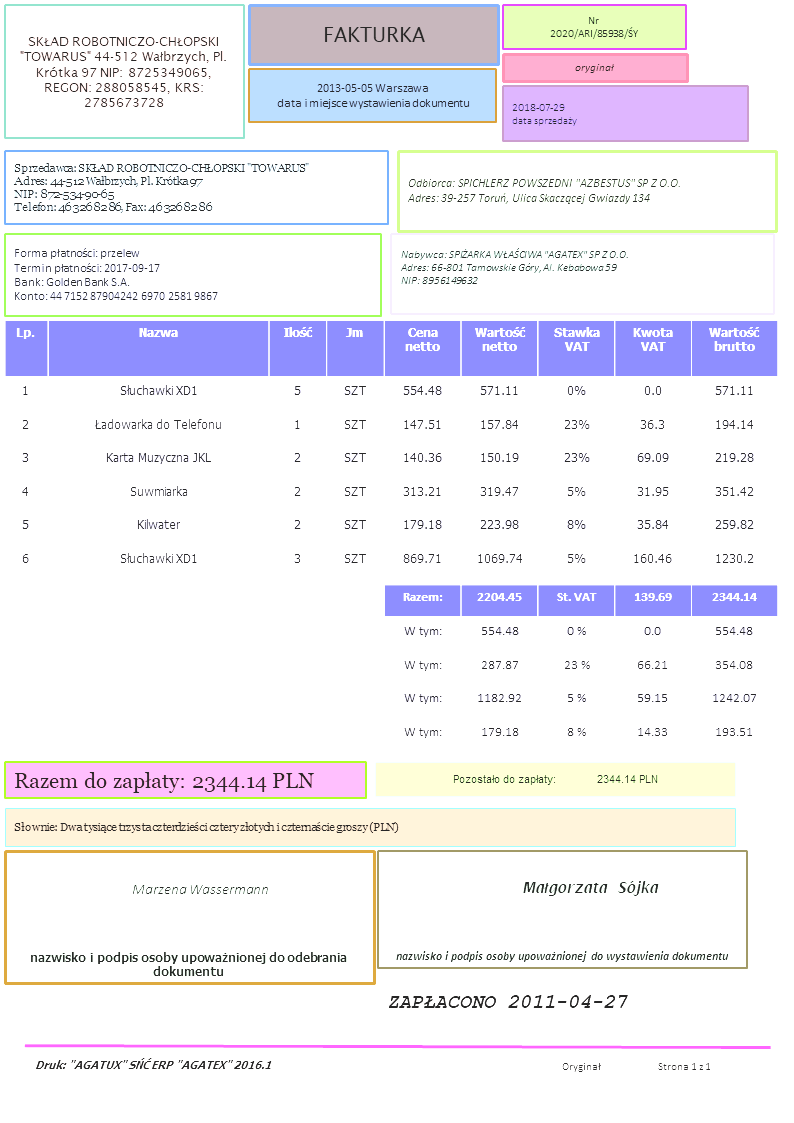 SKŁAD ROBOTNICZO-CHŁOPSKI
"TOWARUS" 44-512 Wałbrzych, Pl.
Krótka 97 NIP: 8725349065,
REGON: 288058545, KRS:
2785673728
FAKTURKA
2013-05-05 Warszawa
data i miejsce wystawienia dokumentu
Nr
2020/ARI/85938/ŚY
oryginał
2018-07-29
data sprzedaży
Sprzedawca: SKŁAD ROBOTNICZO-CHŁOPSKI "TOWARUS"
Adres: 44-512 Wałbrzych, Pl. Krótka 97
NIP: 872-534-90-65
Telefon: 463268286, Fax: 463268286
Odbiorca: SPICHLERZ POWSZEDNI "AZBESTUS" SP Z O.O.
Adres: 39-257 Toruń, Ulica Skaczącej Gwiazdy 134
Forma płatności: przelew
Termin płatności: 2017-09-17
Bank: Golden Bank S.A.
Konto: 44 7152 87904242 6970 2581 9867
Nabywca: SPIŻARKA WŁAŚCIWA "AGATEX" SP Z O.O.
Adres: 66-801 Tarnowskie Góry, Al. Kebabowa 59
NIP: 8956149632
Lp. Nazwa Ilość Jm Cena netto Wartość netto Stawka VAT Kwota VAT Wartość brutto
1 Słuchawki XD1 5 SZT 554.48 571.11 0% 0.0 571.11
2 Ładowarka do Telefonu 1 SZT 147.51 157.84 23% 36.3 194.14
3 Karta Muzyczna JKL 2 SZT 140.36 150.19 23% 69.09 219.28
4 Suwmiarka 2 SZT 313.21 319.47 5% 31.95 351.42
5 Kilwater 2 SZT 179.18 223.98 8% 35.84 259.82
6 Słuchawki XD1 3 SZT 869.71 1069.74 5% 160.46 1230.2
Razem: 2204.45 St. VAT 139.69 2344.14
W tym: 554.48 0 % 0.0 554.48
W tym: 287.87 23 % 66.21 354.08
W tym: 1182.92 5 % 59.15 1242.07
W tym: 179.18 8 % 14.33 193.51
Razem do zapłaty: 2344.14 PLN
Pozostało do zapłaty: 2344.14 PLN
Słownie: Dwa tysiące trzysta czterdzieści cztery złotych i czternaście groszy (PLN)
Marzena Wassermann
nazwisko i podpis osoby upoważnionej do odebrania
dokumentu
Małgorzata Sójka
nazwisko i podpis osoby upoważnionej do wystawienia dokumentu
ZAPŁACONO 2011-04-27
Druk: "AGATUX" SIŃĆ ERP "AGATEX" 2016.1
Oryginał Strona 1 z 1